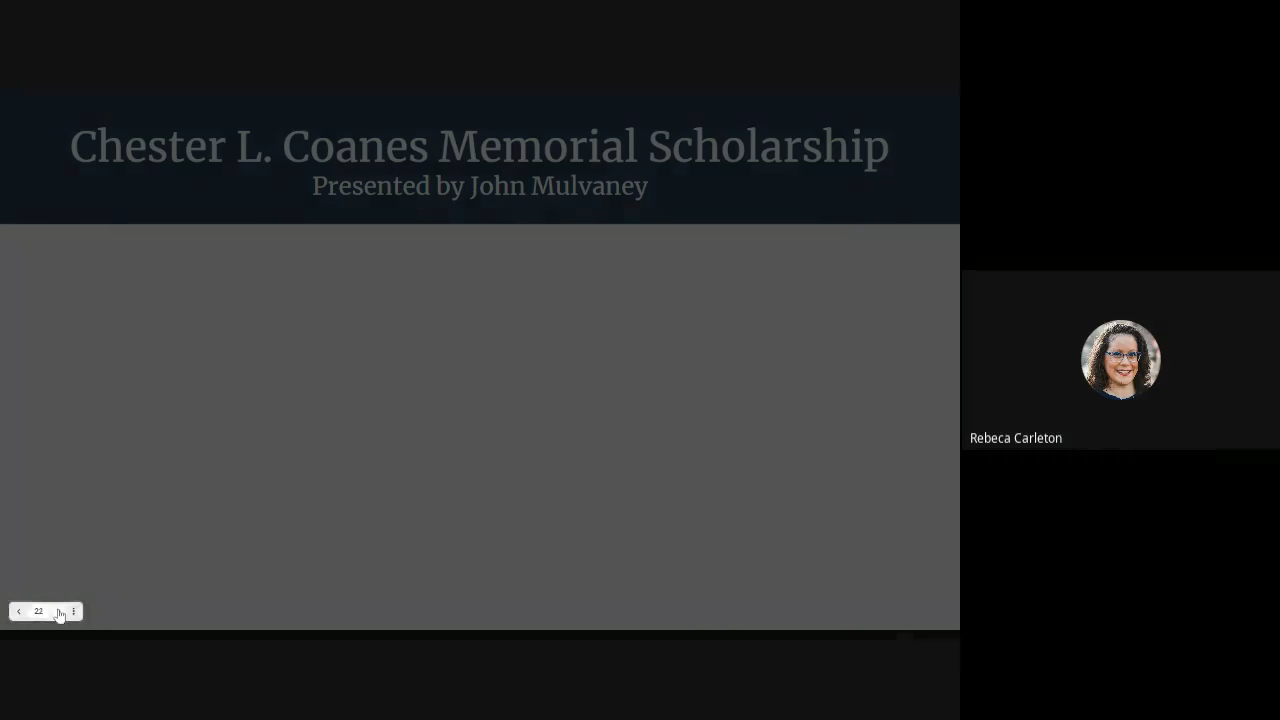 Chester L. Coanes Memorial Scholarship
Presented by John Mulvaney
Rebeca Carleton
22